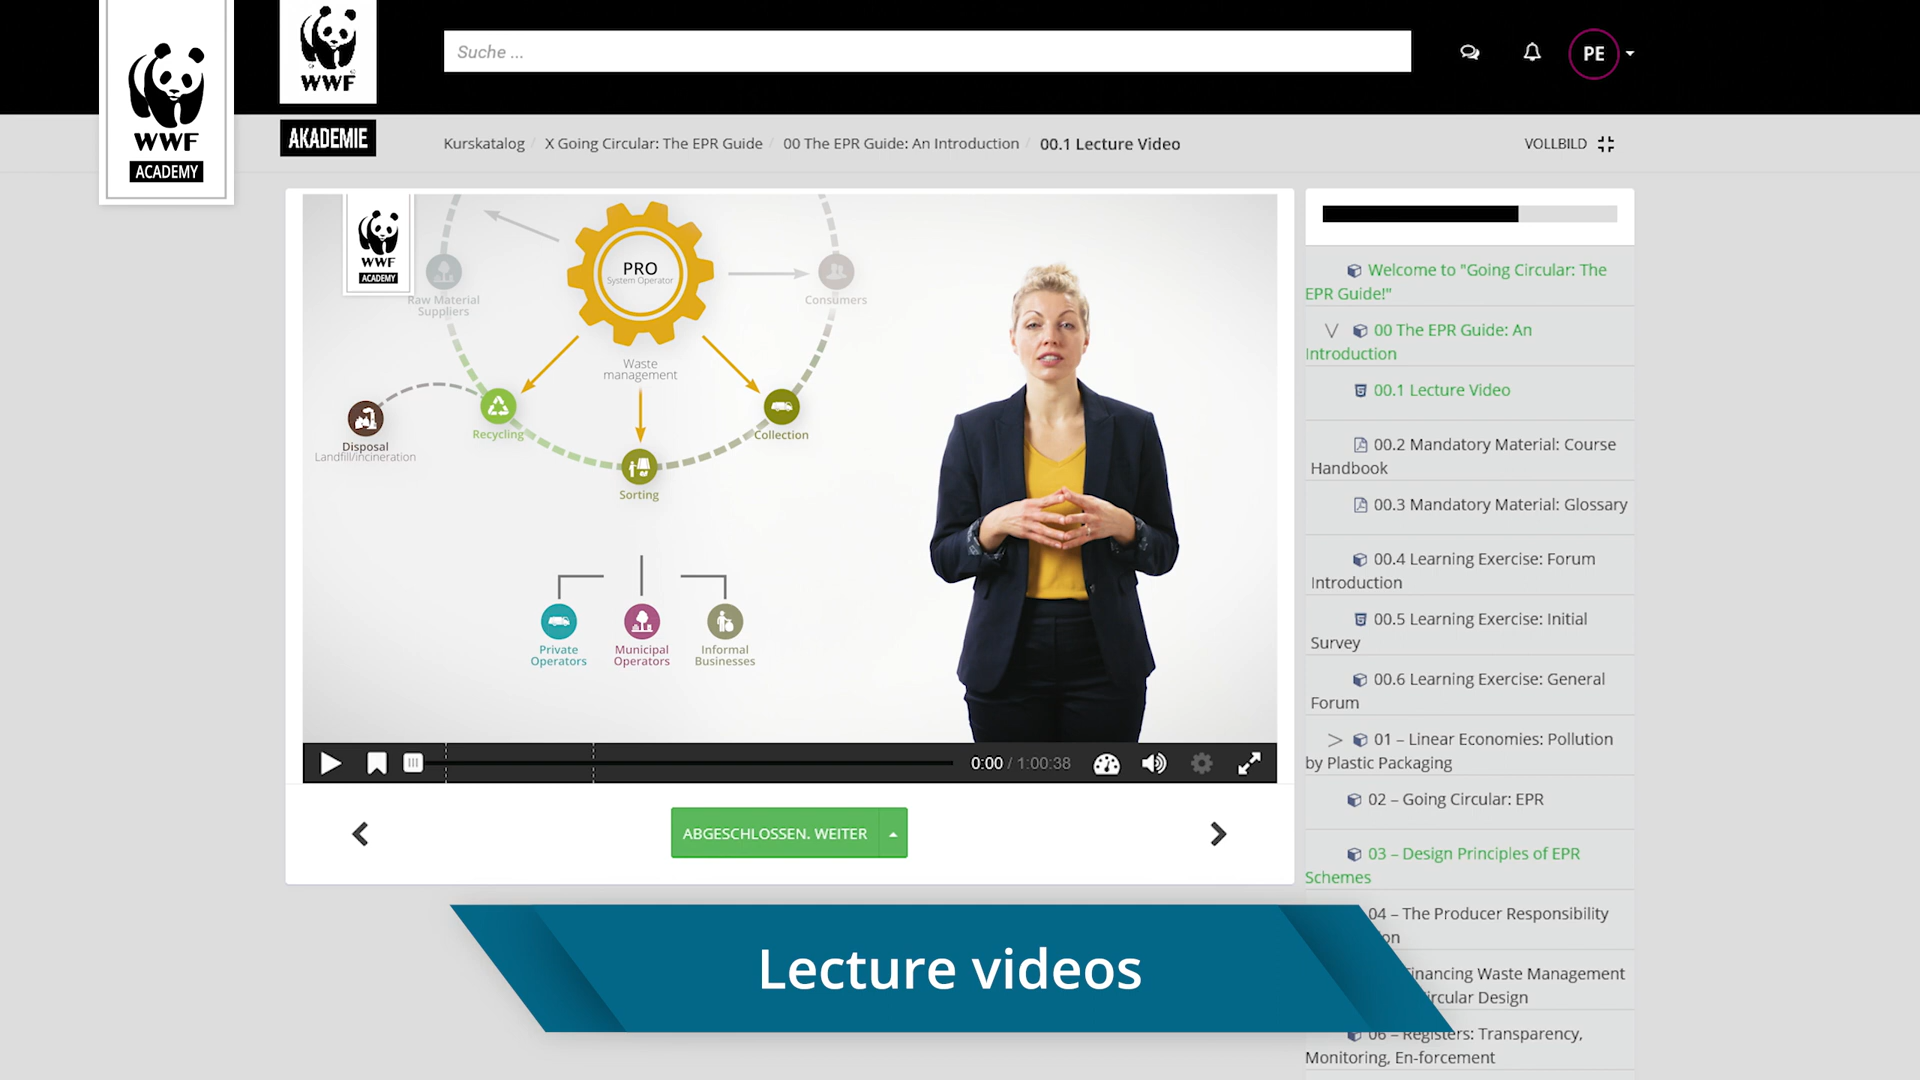 WWF
ACADEMY
WWF
AKADEMIE
Suche ...
PE
Kurskatalog / X Going Circular: The EPR Guide / 00 The EPR Guide: An Introduction / 00.1 Lecture Video
VOLLBILD
WWF
ACADEMY
PRO
System Operator
Raw Material
Suppliers
Consumers
Waste
management
Recycling
Collection
Disposal
Landfill/incineration
Sorting
Private
Operators
Municipal
Operators
Informal
Businesses
0:00 / 1:00:38
ABGESCHLOSSEN. WEITER
Welcome to "Going Circular: The
EPR Guide!"
00 The EPR Guide: An
Introduction
00.1 Lecture Video
00.2 Mandatory Material: Course
Handbook
00.3 Mandatory Material: Glossary
00.4 Learning Exercise: Forum
Introduction
00.5 Learning Exercise: Initial
Survey
00.6 Learning Exercise: General
Forum
01 – Linear Economies: Pollution
by Plastic Packaging
02 – Going Circular: EPR
03 – Design Principles of EPR
Schemes
04 – The Producer Responsibility
Waste Management
Design
06 – Registers: Transparency,
Monitoring, En-forcement
Lecture videos